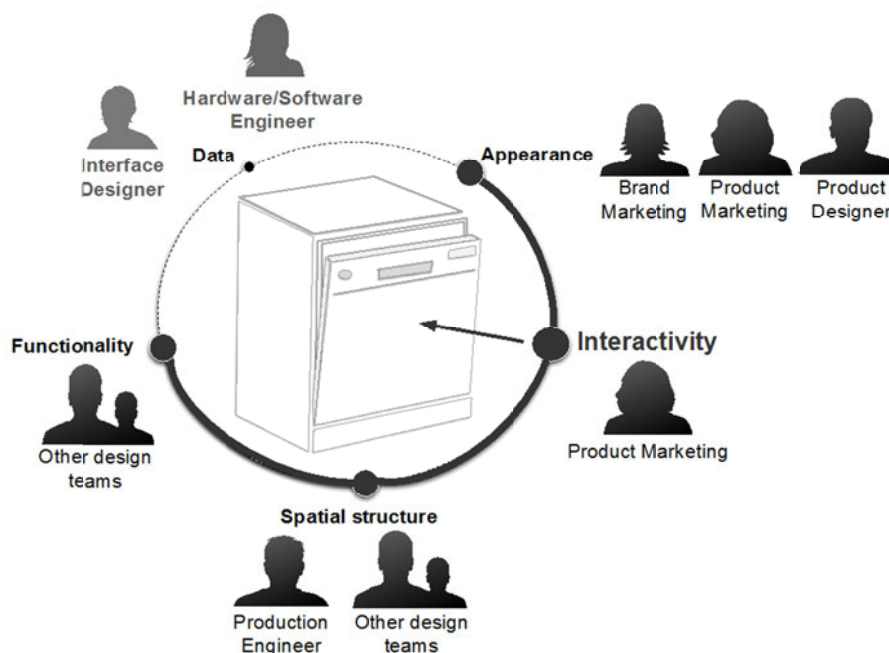 Hardware/Software
Engineer
Interface
Designer
Data
Appearance
Brand
Marketing
Product
Marketing
Product
Designer
Functionality
Interactivity
Other design
teams
Product Marketing
Spatial structure
Production
Engineer
Other design
teams